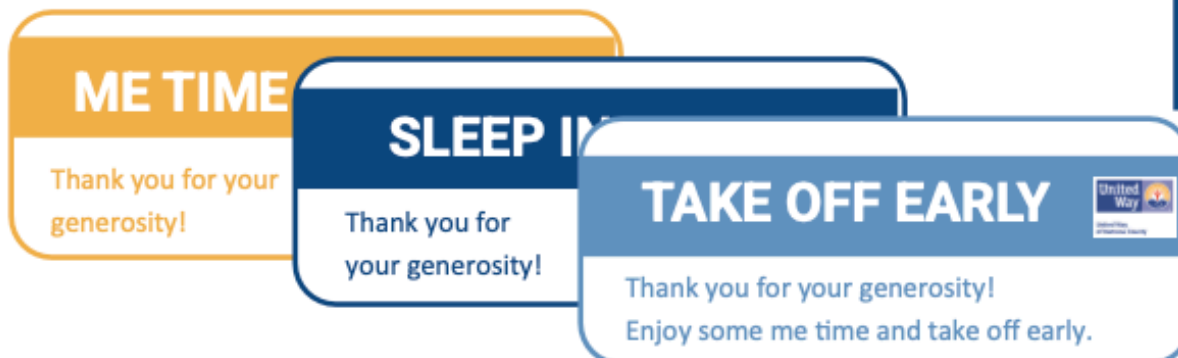 ME TIME
Thank you for your
generosity!
SLEEP IN
Thank you for
your generosity!
TAKE OFF EARLY
United
Way
Thank you for your generosity!
Enjoy some me time and take off early.